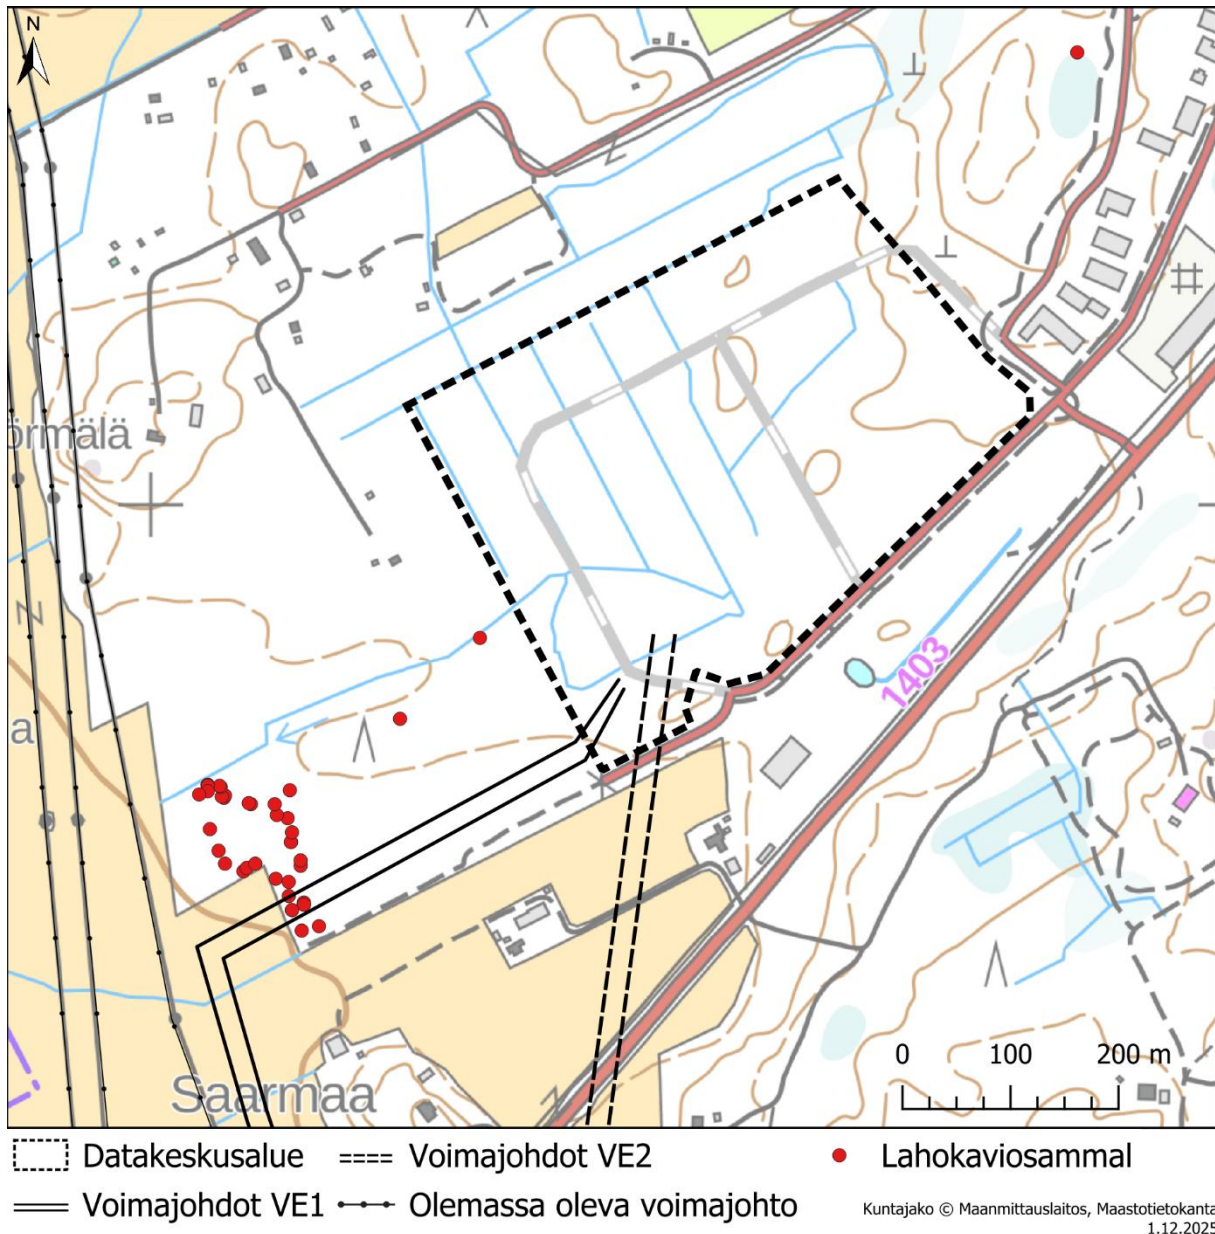 N
örmälä
a
1403
Saarmaa
0 100 200 m
Datakeskusalue
Voimajohdot VE2
Lahokaviosammal
Voimajohdot VE1
Olemassa oleva voimajohto
Kuntajako © Maanmittauslaitos, Maastotietokanta
1.12.2025